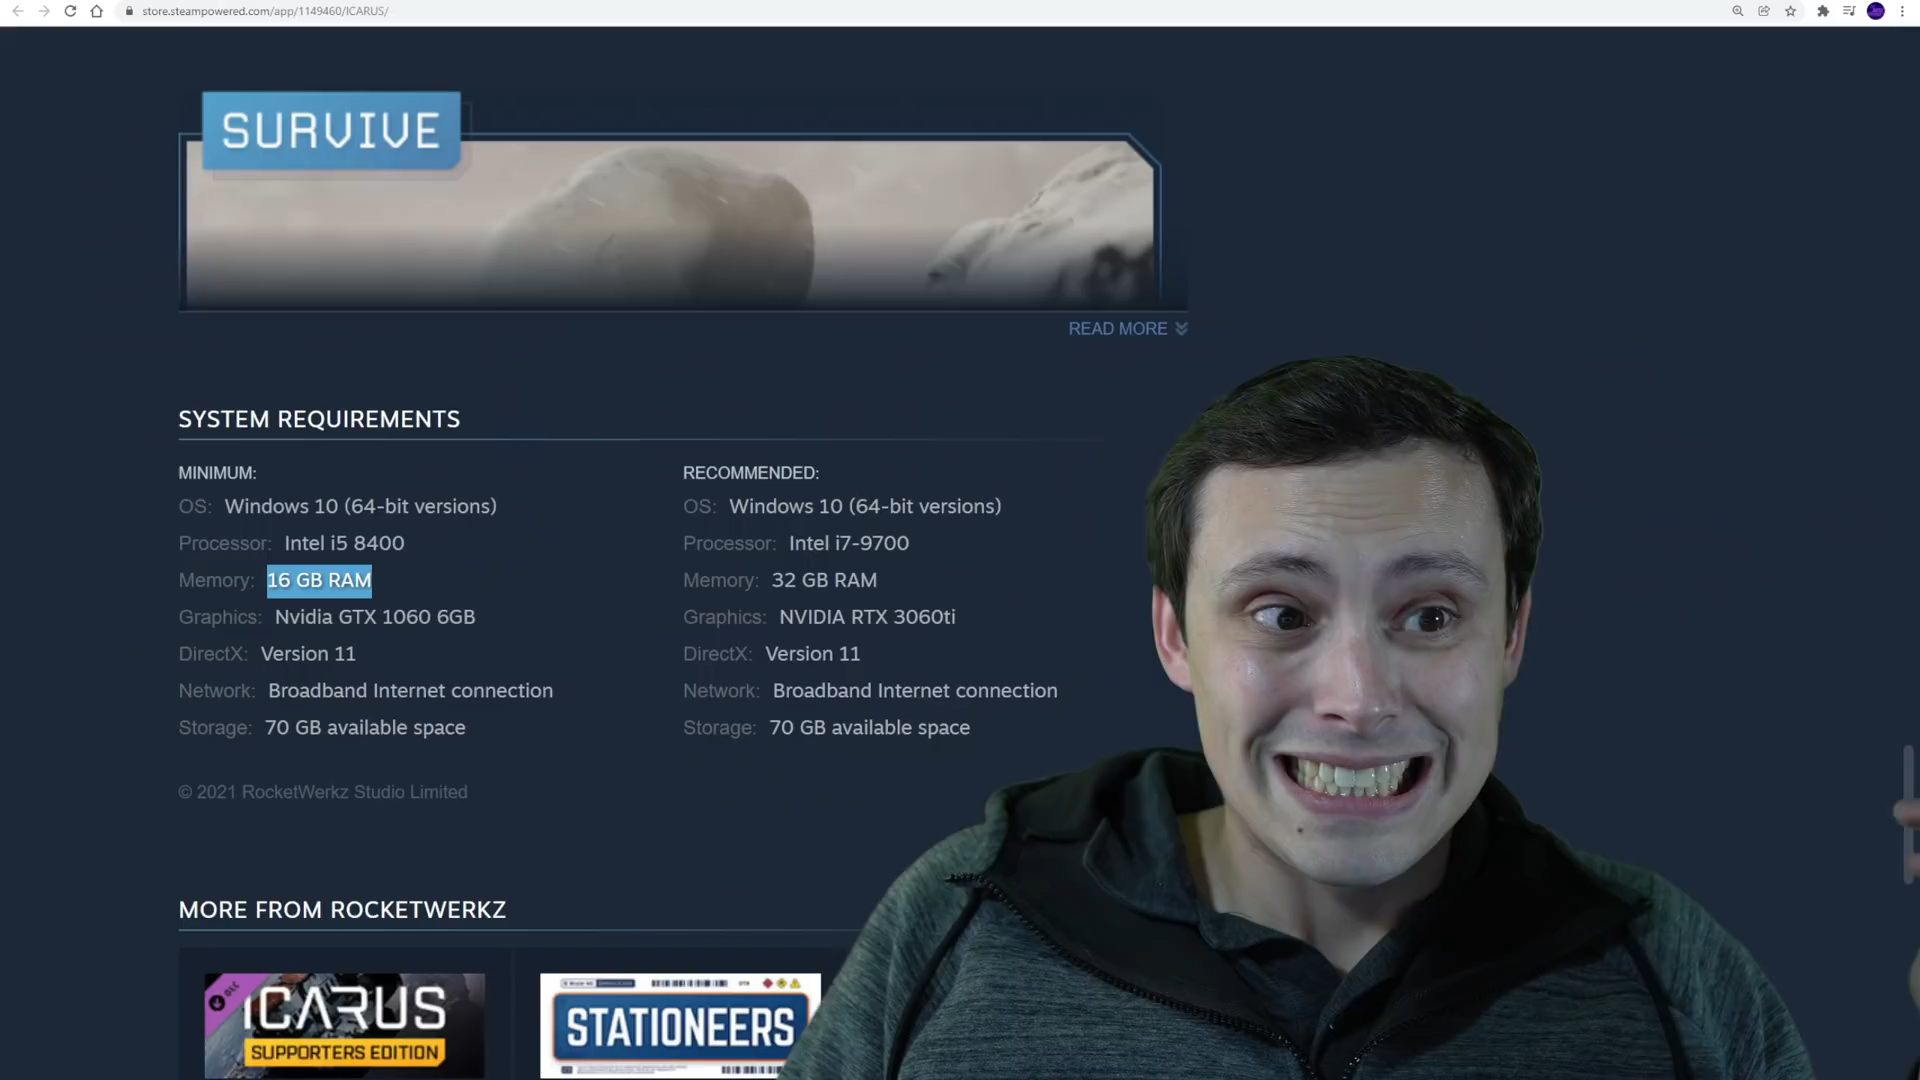 store.steampowered.com/app/1149460/ICARUS/
SURVIVE
READ MORE
SYSTEM REQUIREMENTS
MINIMUM:
OS: Windows 10 (64-bit versions)
Processor: Intel i5 8400
Memory: 16 GB RAM
Graphics: Nvidia GTX 1060 6GB
DirectX: Version 11
Network: Broadband Internet connection
Storage: 70 GB available space
RECOMMENDED:
OS: Windows 10 (64-bit versions)
Processor: Intel i7-9700
Memory: 32 GB RAM
Graphics: NVIDIA RTX 3060ti
DirectX: Version 11
Network: Broadband Internet connection
Storage: 70 GB available space
© 2021 RocketWerkz Studio Limited
MORE FROM ROCKETWERKZ
DLC
ICARUS
SUPPORTERS EDITION
STATIONEERS